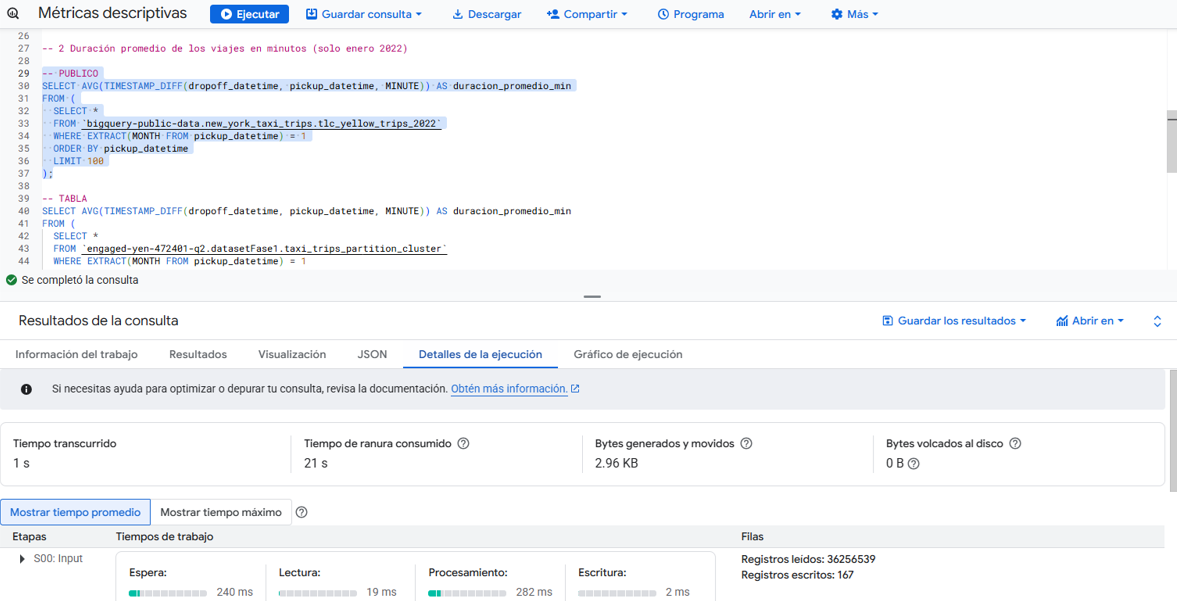 Métricas descriptivas Ejecutar Guardar consulta Descargar Compartir Programa Abrir en Más
26
27 -- 2 Duración promedio de los viajes en minutos (solo enero 2022)
28
29 -- PUBLICO
30 SELECT AVG(TIMESTAMP_DIFF(dropoff_datetime, pickup_datetime, MINUTE)) AS duracion_promedio_min
31 FROM (
32 SELECT *
33 FROM `bigquery-public-data.new_york_taxi_trips.tlc_yellow_trips_2022`
34 WHERE EXTRACT(MONTH FROM pickup_datetime) = 1
35 ORDER BY pickup_datetime
36 LIMIT 100
37 );
38
39 -- TABLA
40 SELECT AVG(TIMESTAMP_DIFF(dropoff_datetime, pickup_datetime, MINUTE)) AS duracion_promedio_min
41 FROM (
42 SELECT *
43 FROM `engaged-yen-472401-q2.datasetFase1.taxi_trips_partition_cluster`
44 WHERE EXTRACT(MONTH FROM pickup_datetime) = 1
Se completó la consulta
Resultados de la consulta Guardar los resultados Abrir en
Información del trabajo Resultados Visualización JSON Detalles de la ejecución Gráfico de ejecución
Si necesitas ayuda para optimizar o depurar tu consulta, revisa la documentación. Obtén más información.
Tiempo transcurrido Tiempo de ranura consumido Bytes generados y movidos Bytes volcados al disco
1 s 21 s 2.96 KB 0 B
Mostrar tiempo promedio Mostrar tiempo máximo
Etapas Tiempos de trabajo Filas
S00: Input Registros leídos: 36256539
Espera: Lectura: Procesamiento: Escritura: Registros escritos: 167
240 ms 19 ms 282 ms 2 ms